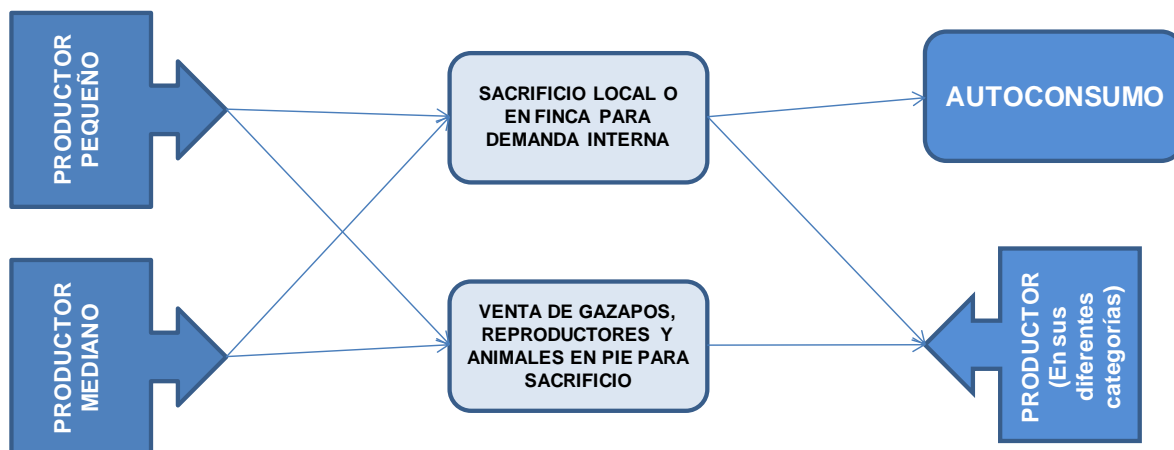 PRODUCTOR
PEQUEÑO
SACRIFICIO LOCAL O
EN FINCA PARA
DEMANDA INTERNA
AUTOCONSUMO
PRODUCTOR
MEDIANO
VENTA DE GAZAPOS,
REPRODUCTORES Y
ANIMALES EN PIE PARA
SACRIFICIO
PRODUCTOR
(En sus
diferentes
categorías)